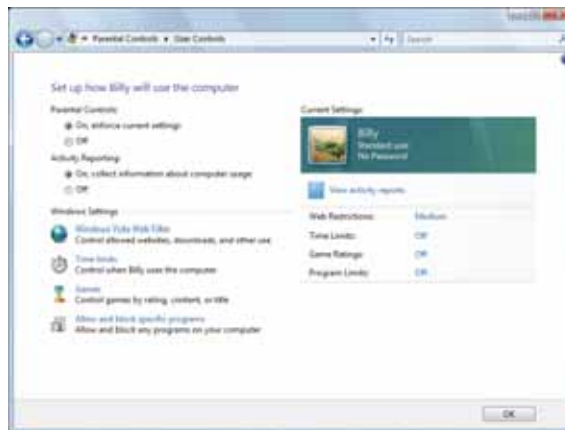 Parental Controls ▸ User Controls
Search
Set up how Billy will use the computer
Parental Controls:
On, enforce current settings
Off
Activity Reporting:
On, collect information about computer usage
Off
Windows Settings
Windows Vista Web Filter
Control allowed websites, downloads, and other use
Time limits
Control when Billy uses the computer
Games
Control games by rating, content, or title
Allow and block specific programs
Allow and block any programs on your computer
Current Settings:
Billy
Standard user
No Password
View activity reports
Web Restrictions: Medium
Time Limits: Off
Game Ratings: Off
Program Limits: Off
OK